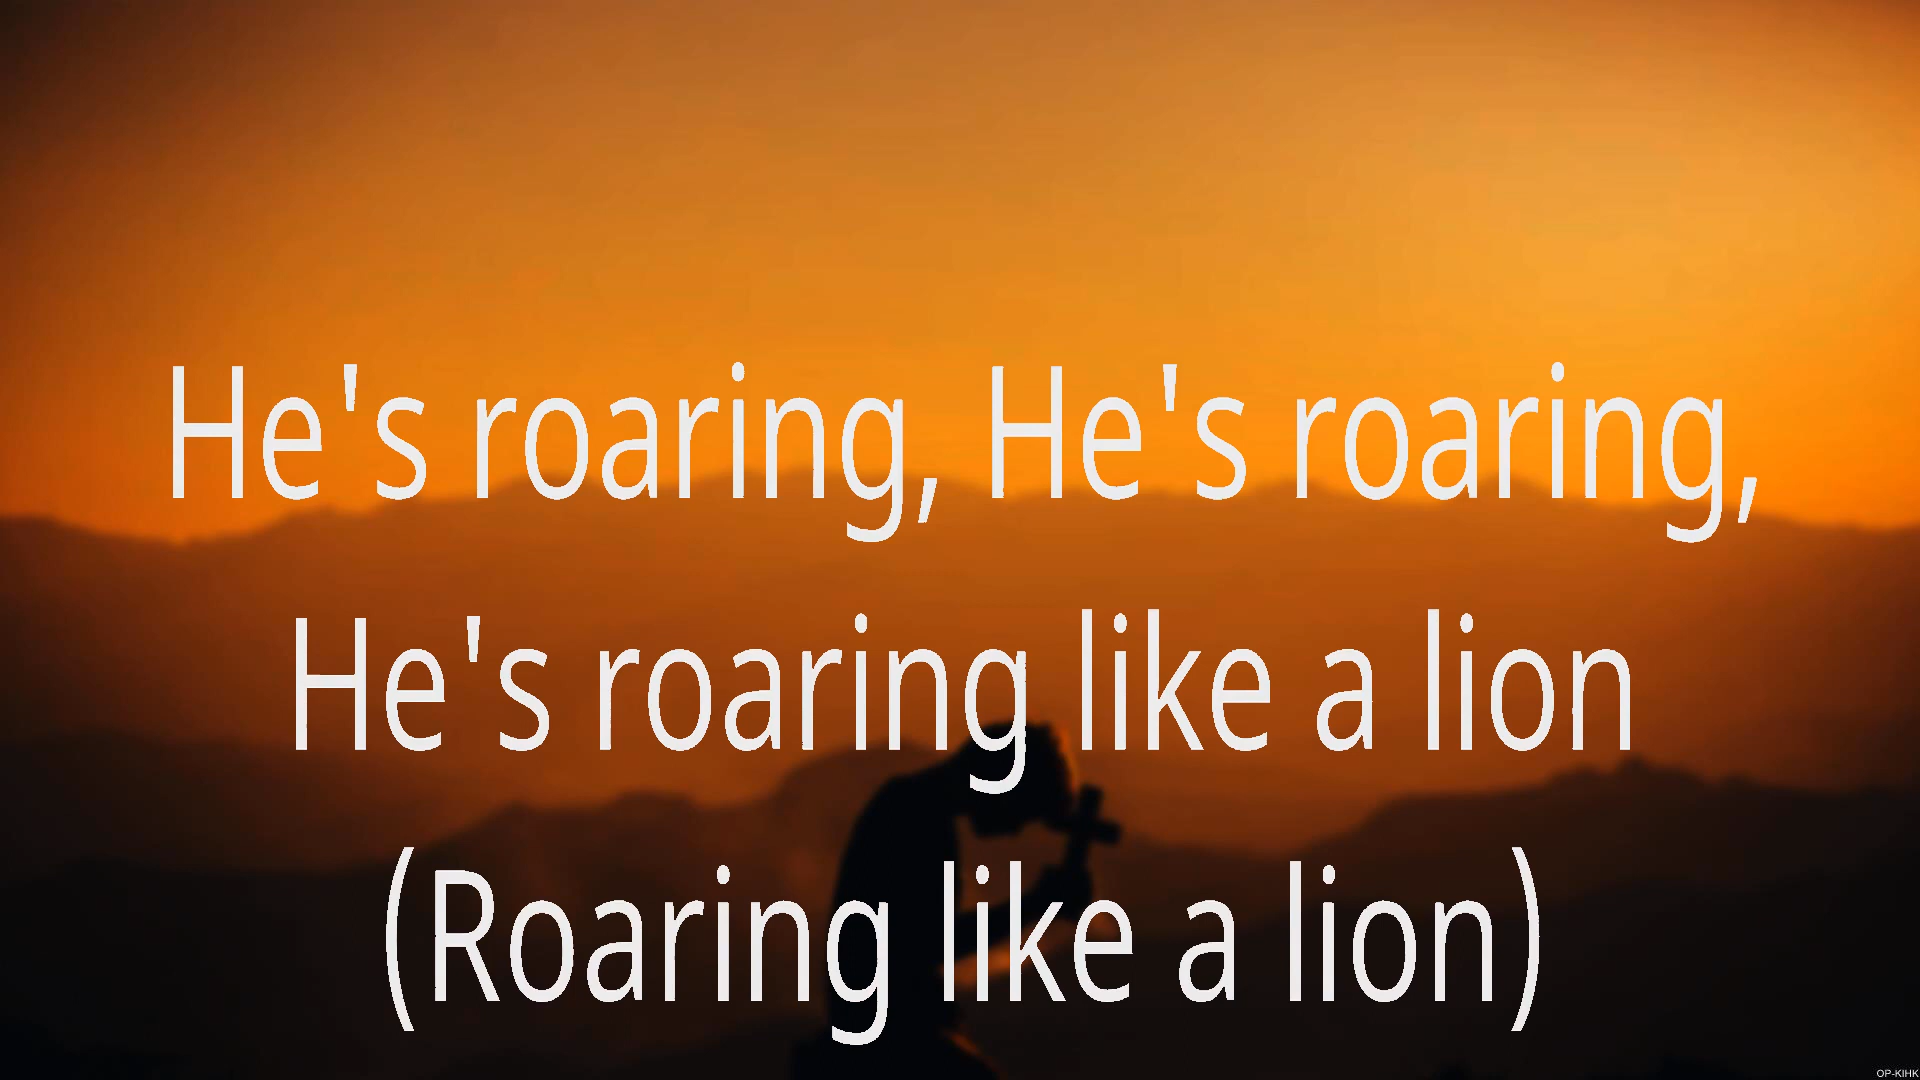 He's roaring, He's roaring,
He's roaring like a lion
(Roaring like a lion)
OP-KIHK